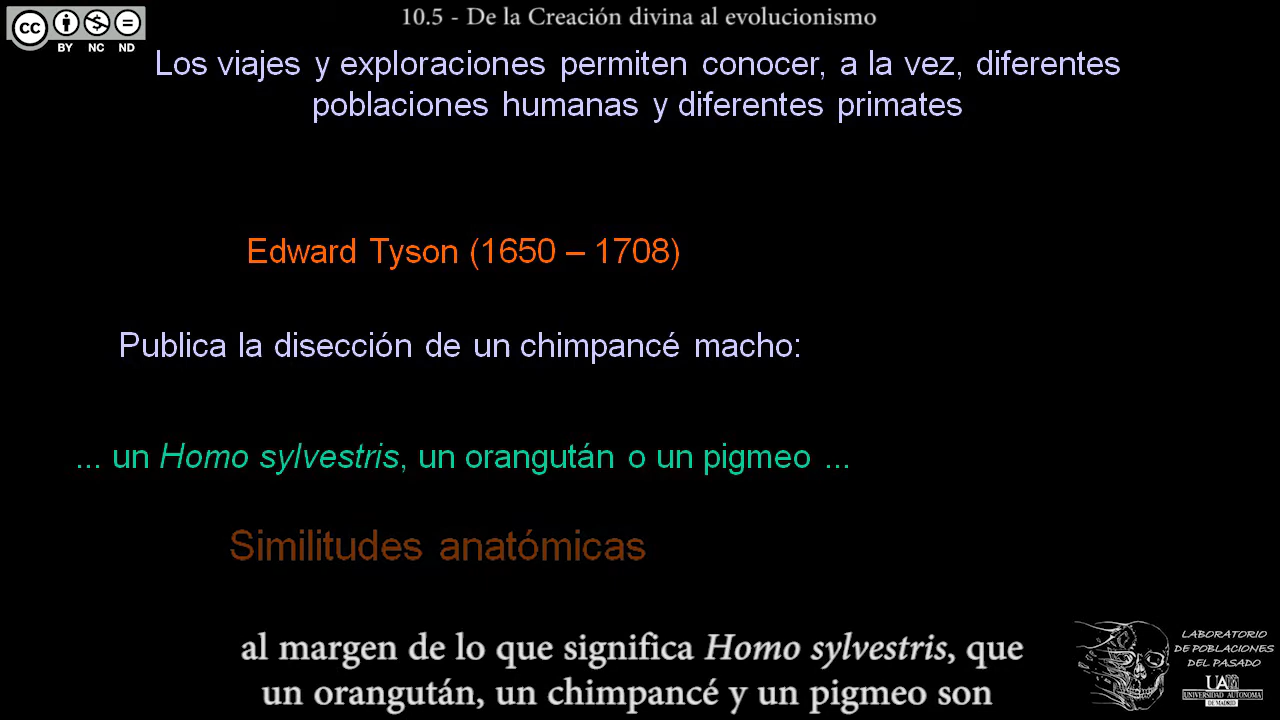 10.5 - De la Creación divina al evolucionismo
BY NC ND
Los viajes y exploraciones permiten conocer, a la vez, diferentes
poblaciones humanas y diferentes primates
Edward Tyson (1650 – 1708)
Publica la disección de un chimpancé macho:
... un Homo sylvestris, un orangután o un pigmeo ...
Similitudes anatómicas
al margen de lo que significa Homo sylvestris, que
un orangután, un chimpancé y un pigmeo son
LABORATORIO
DE POBLACIONES
DEL PASADO
UAM
UNIVERSIDAD AUTONOMA
DE MADRID